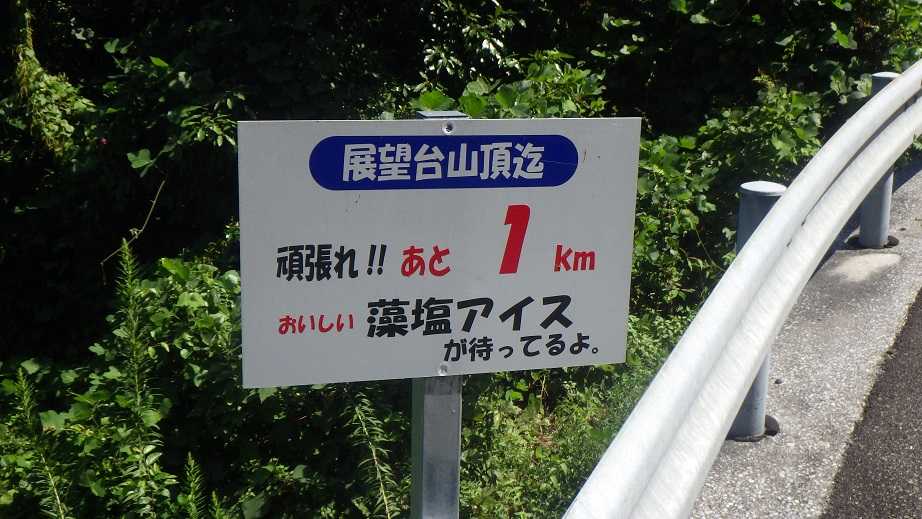 展望台山頂迄
頑張れ!! あと 1 km
おいしい 藻塩アイス
が待ってるよ。